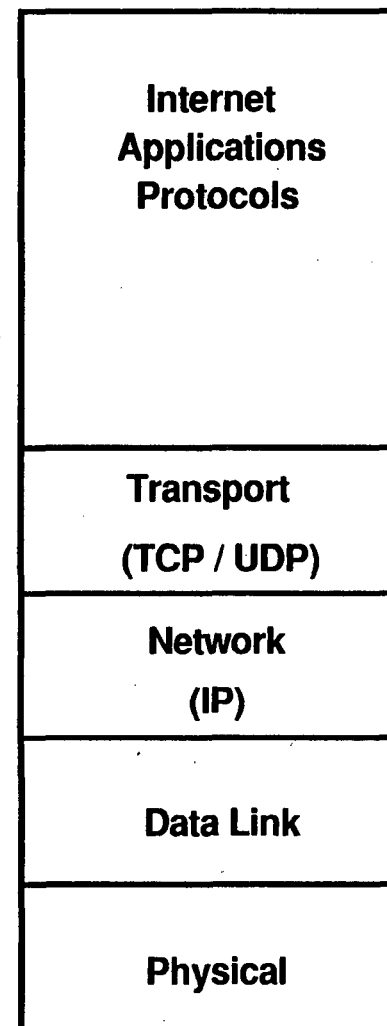 Internet
Applications
Protocols
Transport
(TCP / UDP)
Network
(IP)
Data Link
Physical